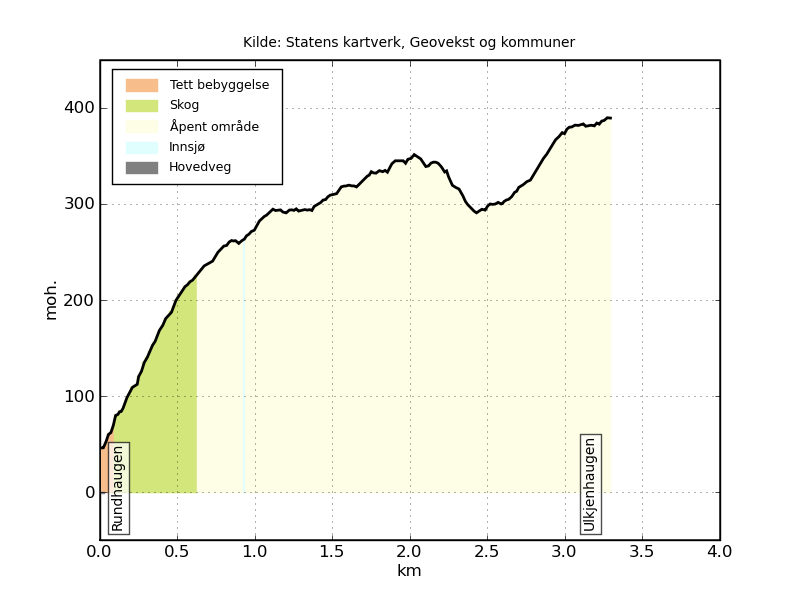 Kilde: Statens kartverk, Geovekst og kommuner
Tett bebyggelse
Skog
Åpent område
Innsjø
Hovedveg
moh.
400
300
200
100
0
Rundhaugen
Ulkjenhaugen
0.0 0.5 1.0 1.5 2.0 2.5 3.0 3.5 4.0
km